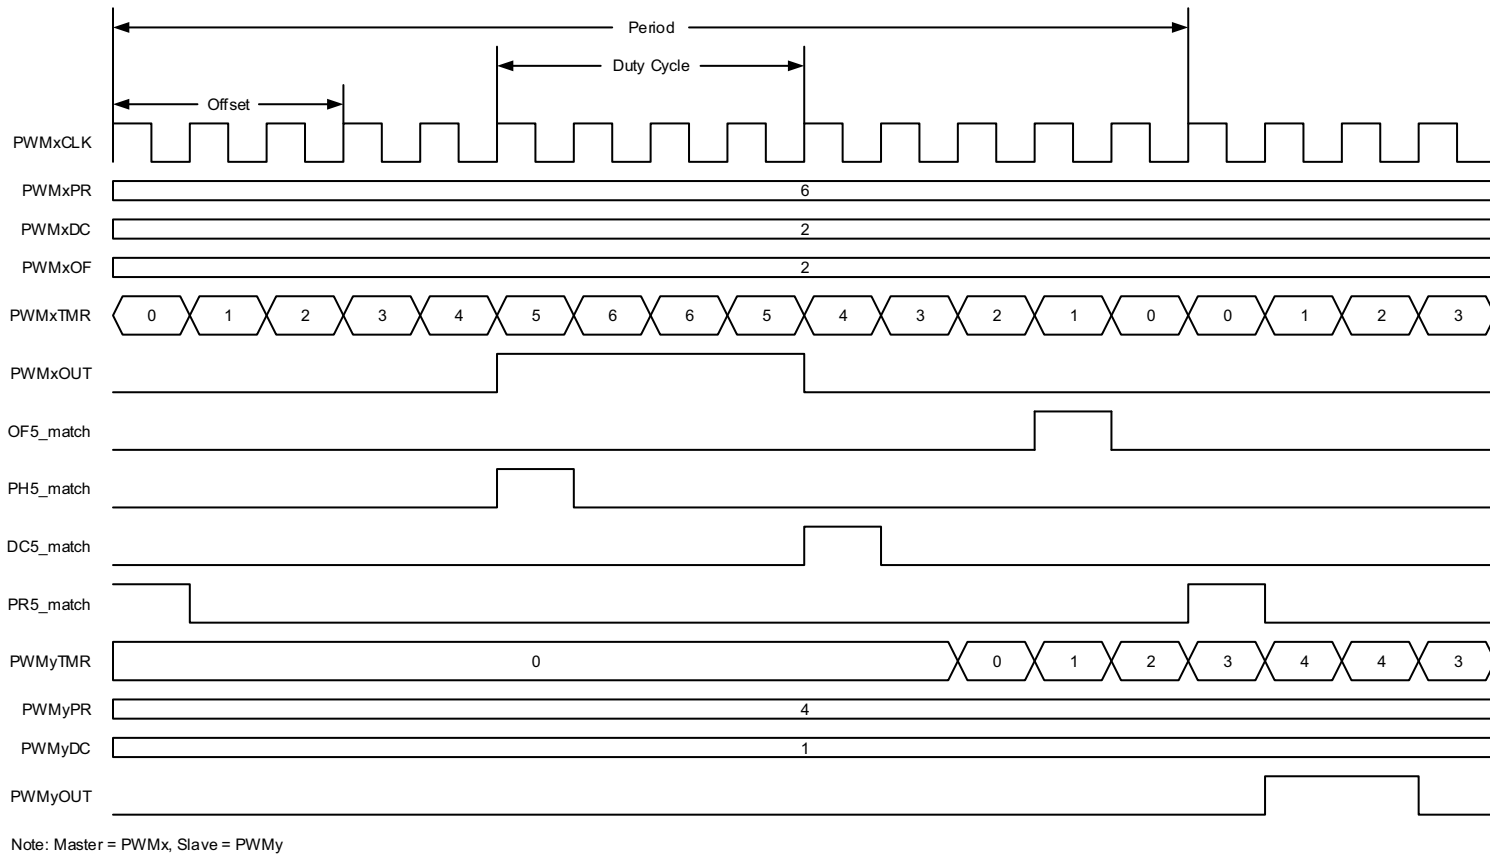 Period
Duty Cycle
Offset
PWMxCLK
PWMxPR 6
PWMxDC 2
PWMxOF 2
PWMxTMR 0 1 2 3 4 5 6 6 5 4 3 2 1 0 0 1 2 3
PWMxOUT
OF5_match
PH5_match
DC5_match
PR5_match
PWMyTMR 0 0 1 2 3 4 4 3
PWMyPR 4
PWMyDC 1
PWMyOUT
Note: Master = PWMx, Slave = PWMy